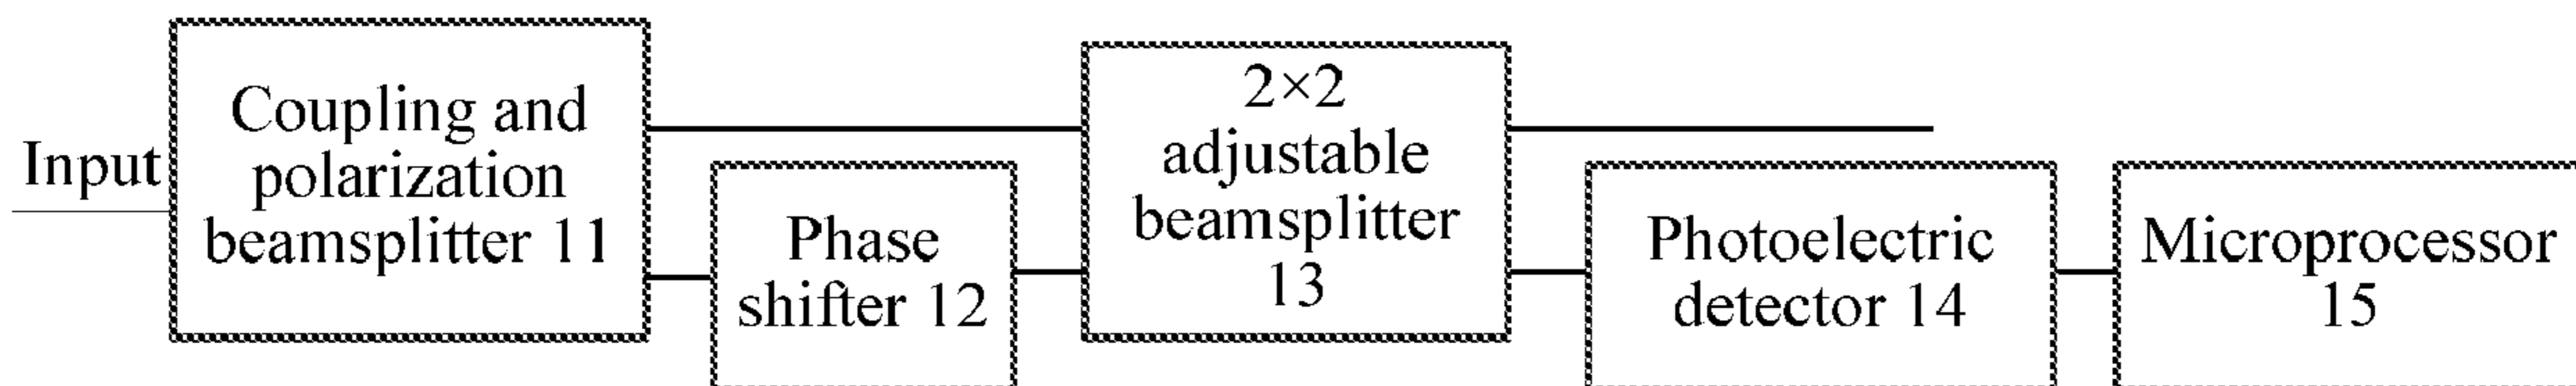 Input
Coupling and
polarization
beamsplitter 11
Phase
shifter 12
2×2
adjustable
beamsplitter
13
Photoelectric
detector 14
Microprocessor
15